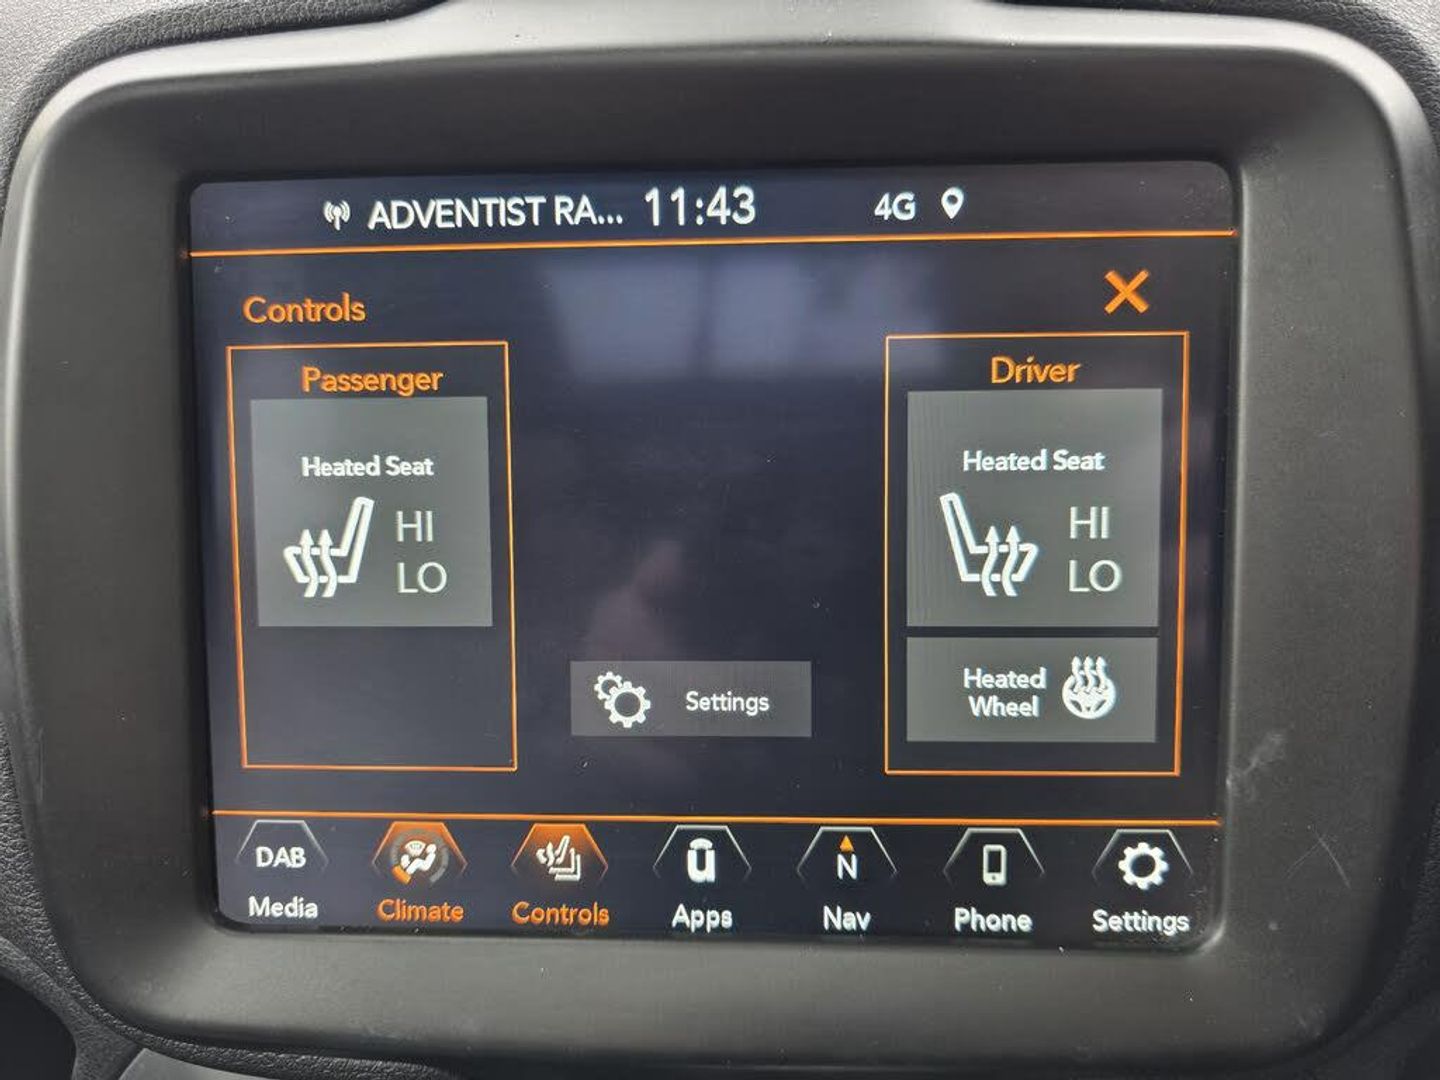 ADVENTIST RA... 11:43 4G
Controls
Passenger
Heated Seat
HI
LO
Driver
Heated Seat
HI
LO
Heated
Wheel
Settings
DAB
Media
Climate
Controls
ū
Apps
N
Nav
Phone
Settings